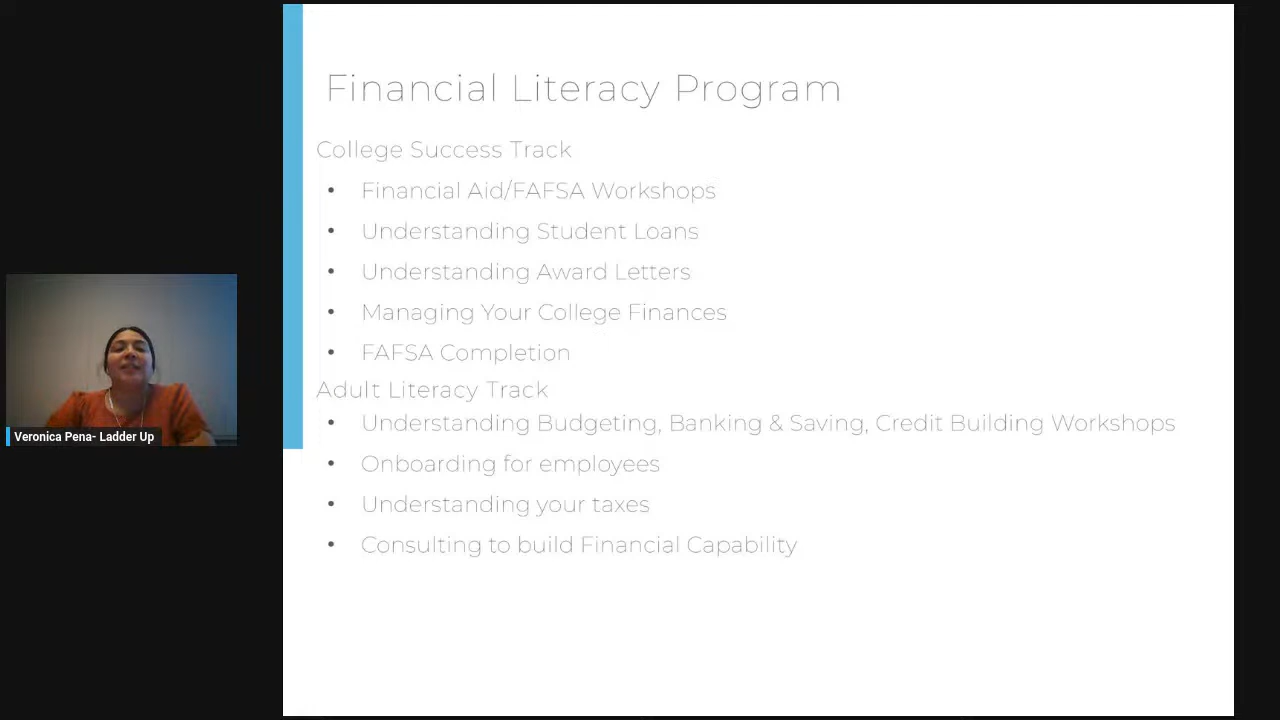 Financial Literacy Program
College Success Track
• Financial Aid/FAFSA Workshops
• Understanding Student Loans
• Understanding Award Letters
• Managing Your College Finances
• FAFSA Completion
Adult Literacy Track
• Understanding Budgeting, Banking & Saving, Credit Building Workshops
• Onboarding for employees
• Understanding your taxes
• Consulting to build Financial Capability
Veronica Pena- Ladder Up